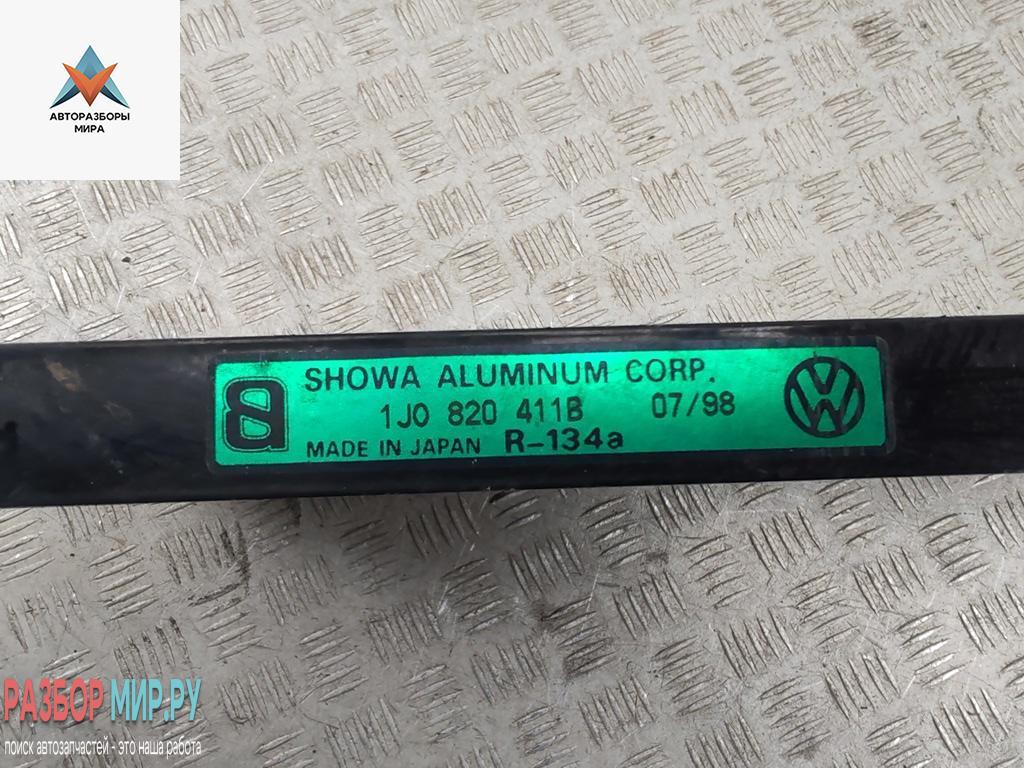 АВТОРАЗБОРЫ
МИРА
SHOWA ALUMINUM CORP.
1J0 820 411B 07/98
MADE IN JAPAN R-134a
РАЗБОР МИР.РУ
поиск автозапчастей - это наша работа